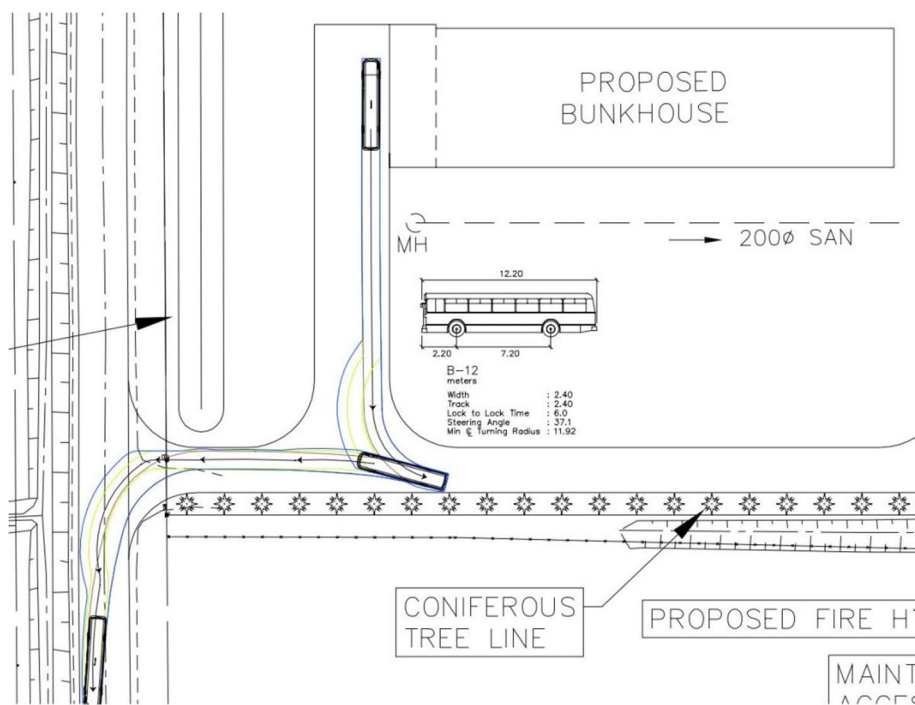 PROPOSED
BUNKHOUSE
MH
200ø SAN
12.20
2.20
7.20
B-12
meters
Width : 2.40
Track : 2.40
Lock to Lock Time : 6.0
Steering Angle : 37.1
Min ℄ Turning Radius : 11.92
CONIFEROUS
TREE LINE
PROPOSED FIRE HY
MAINT
ACCES